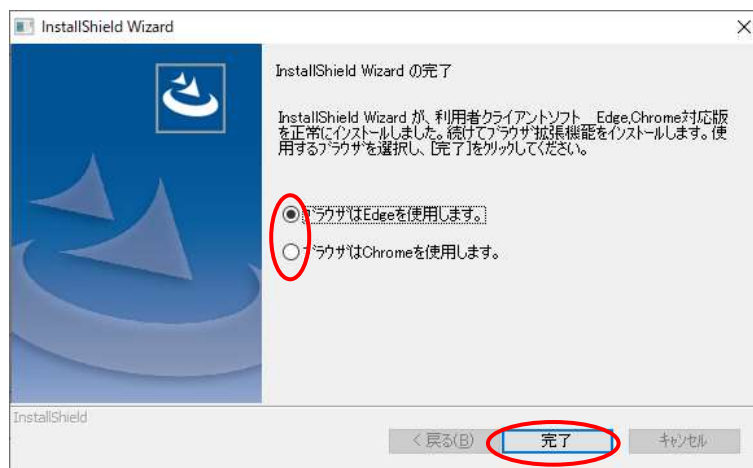 InstallShield Wizard
InstallShield Wizard の完了
InstallShield Wizard が、利用者クライアントソフト__Edge,Chrome対応版
を正常にインストールしました。続けてブラウザ拡張機能をインストールします。使
用するブラウザを選択し、[完了]をクリックしてください。
ブラウザはEdgeを使用します。
ブラウザはChromeを使用します。
InstallShield
< 戻る(B)
完了
キャンセル